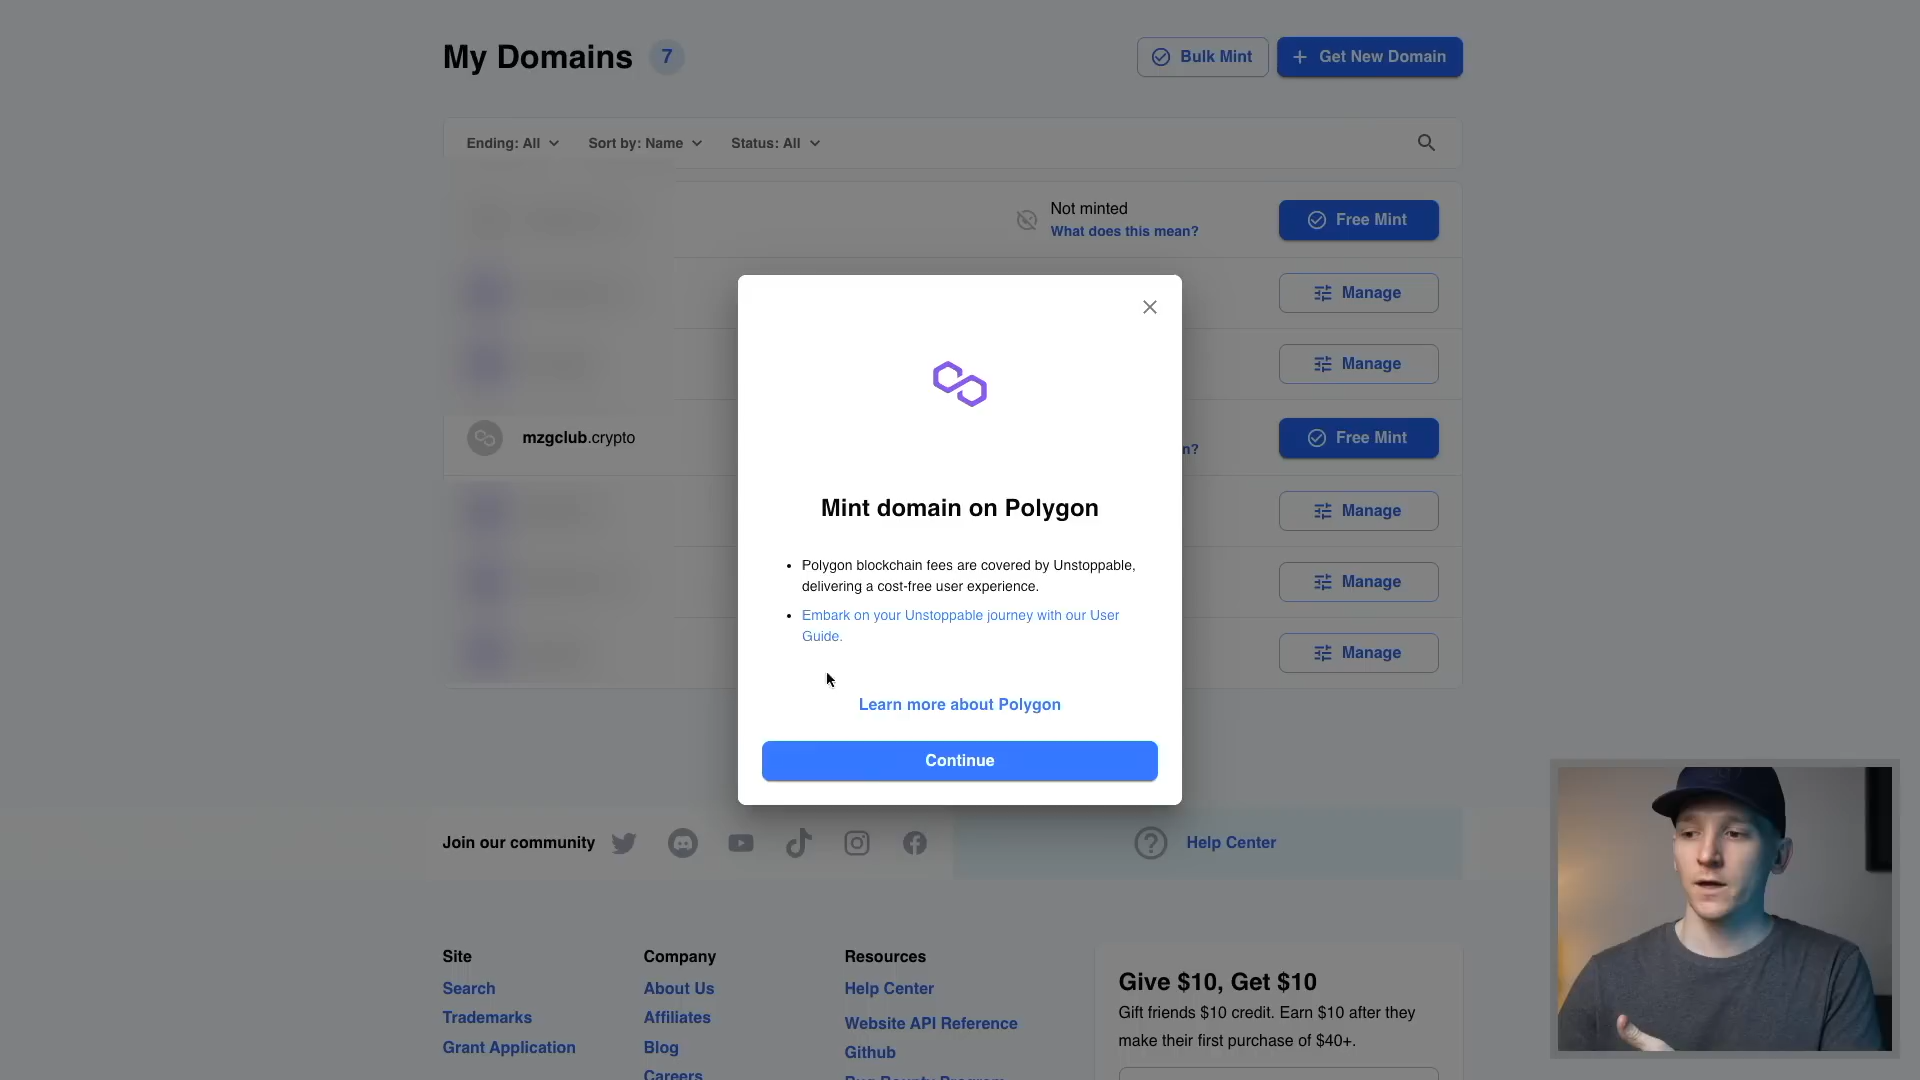 My Domains 7
Bulk Mint
Get New Domain
Ending: All
Sort by: Name
Status: All
Not minted
What does this mean?
Free Mint
Manage
Manage
mzgclub.crypto
n?
Free Mint
Manage
Manage
Manage
Mint domain on Polygon
• Polygon blockchain fees are covered by Unstoppable,
delivering a cost-free user experience.
• Embark on your Unstoppable journey with our User
Guide.
Learn more about Polygon
Continue
Join our community
Help Center
Site
Search
Trademarks
Grant Application
Company
About Us
Affiliates
Blog
Careers
Resources
Help Center
Website API Reference
Github
Bug Bounty Program
Give $10, Get $10
Gift friends $10 credit. Earn $10 after they
make their first purchase of $40+.